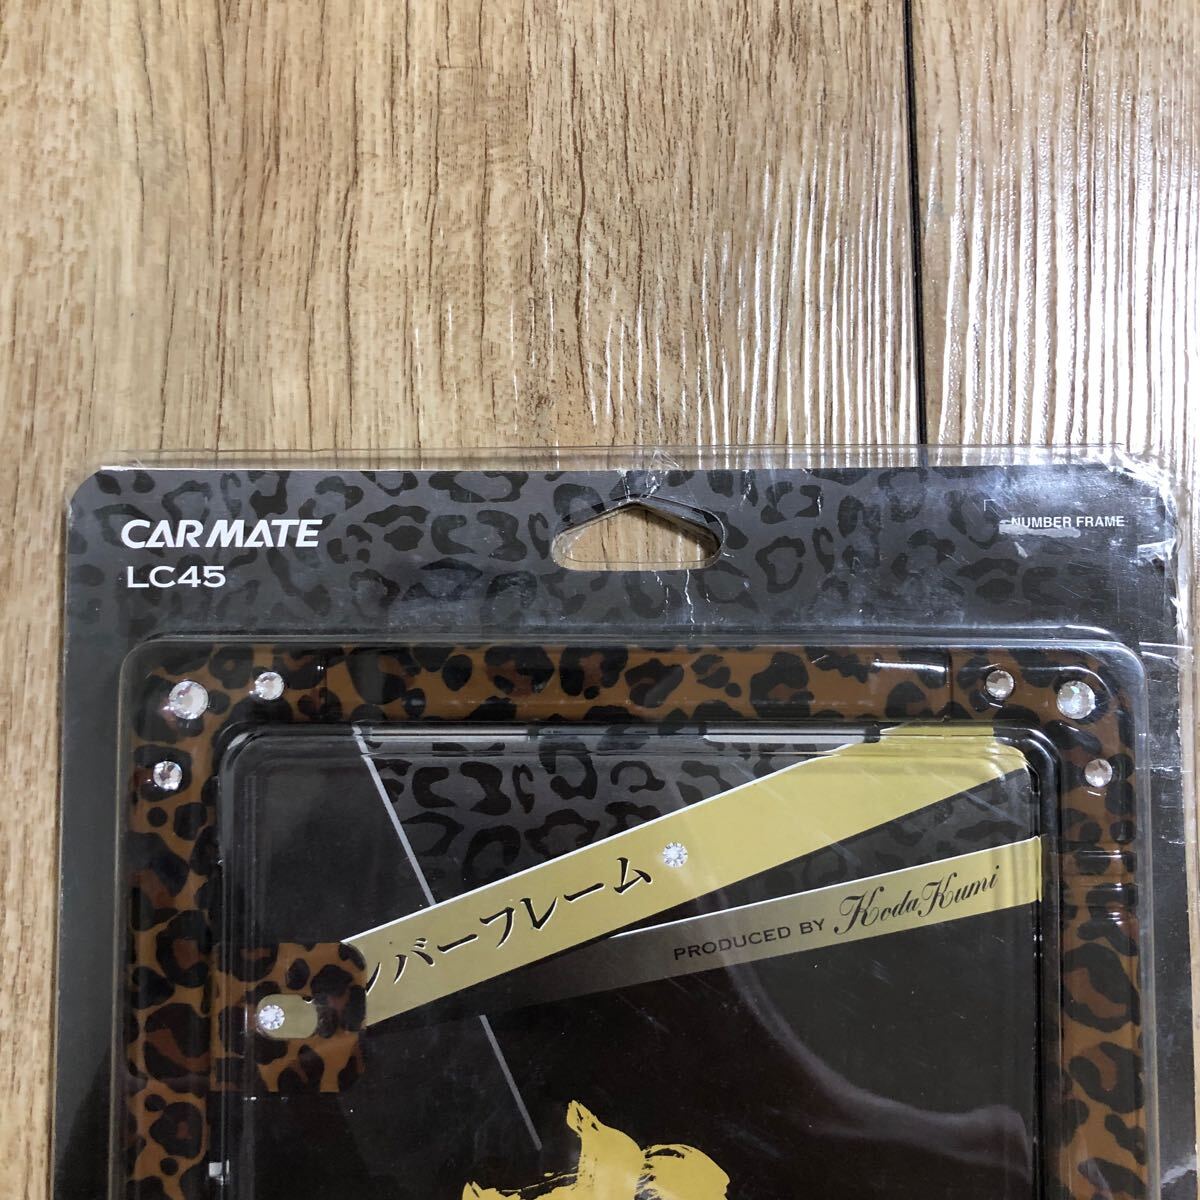 CARMATE
LC45
NUMBER FRAME
ンバーフレーム
PRODUCED BY Koda Kumi